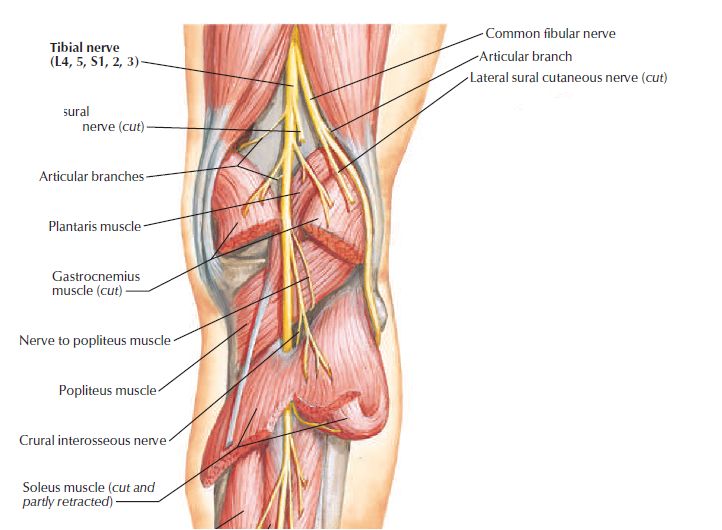 Tibial nerve
(L4, 5, S1, 2, 3)
sural
nerve (cut)
Articular branches
Plantaris muscle
Gastrocnemius
muscle (cut)
Nerve to popliteus muscle
Popliteus muscle
Crural interosseous nerve
Soleus muscle (cut and
partly retracted)
Common fibular nerve
Articular branch
Lateral sural cutaneous nerve (cut)